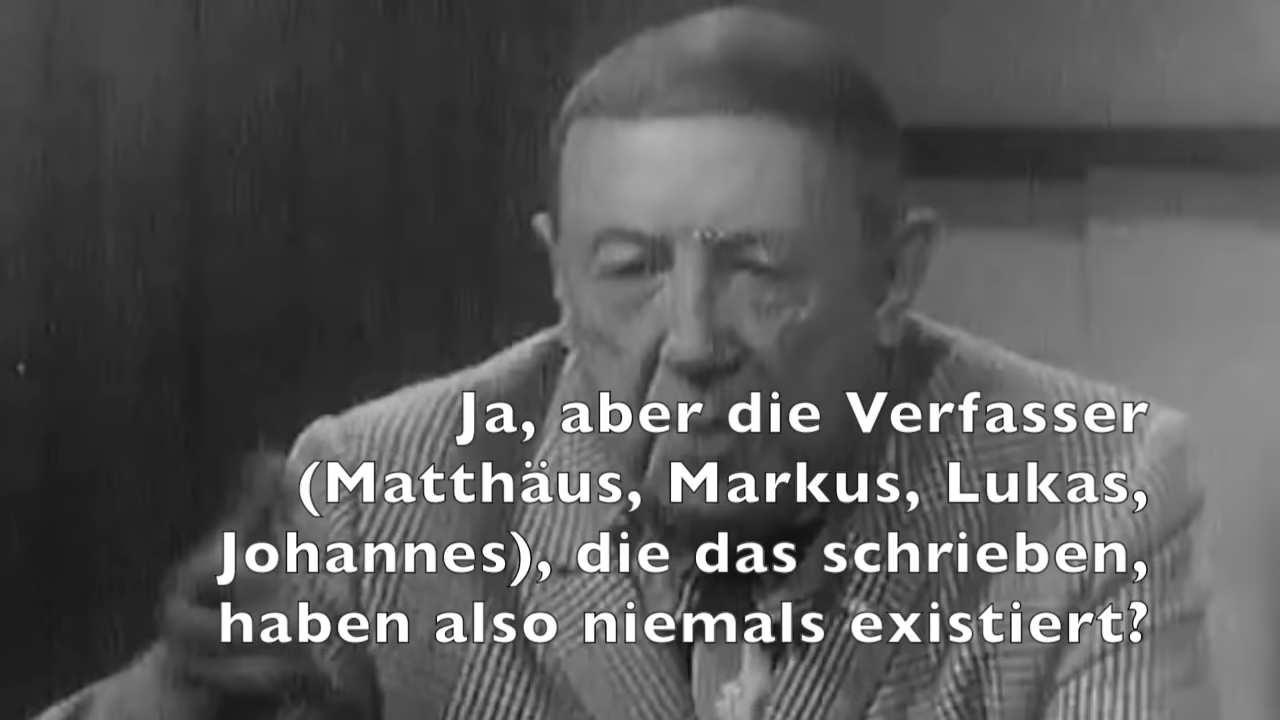 Ja, aber die Verfasser
(Matthäus, Markus, Lukas,
Johannes), die das schrieben,
haben also niemals existiert?